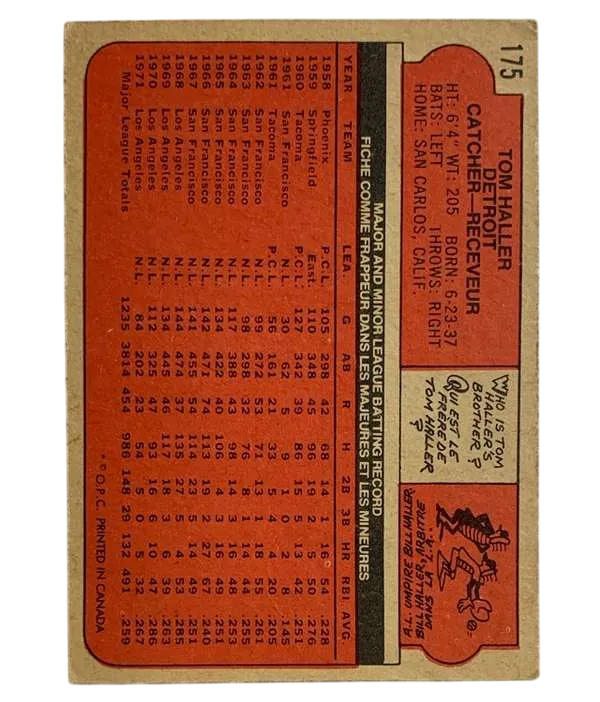 175
TOM HALLER
DETROIT
CATCHER—RECEVEUR
HT: 6'4" WT: 205 BORN: 6-23-37
BATS: LEFT THROWS: RIGHT
HOME: SAN CARLOS, CALIF.
WHO IS TOM
HALLER'S
BROTHER?
QUI EST LE
FRERE DE
TOM HALLER?
A.L. UMPIRE BILL HALLER
BILL HALLER, ARBITRE
DANS L.A.
MAJOR AND MINOR LEAGUE BATTING RECORD
FICHE COMME FRAPPEUR DANS LES MAJEURES ET LES MINEURES
YEAR TEAM LEA G AB R H 2B 3B HR RBI AVG.
1958 Phoenix P.C.L. 105 298 42 68 14 1 16 54 .228
1959 Springfield East. 110 348 45 96 19 2 5 50 .276
1960 Tacoma P.C.L. 127 342 39 86 15 5 13 42 .251
1961 San Francisco N.L. 30 62 5 9 1 0 2 8 .145
1961 Tacoma P.C.L. 56 161 21 33 5 4 4 20 .205
1962 San Francisco N.L. 99 272 53 71 13 1 18 55 .261
1963 San Francisco N.L. 98 298 32 76 8 1 14 44 .255
1964 San Francisco N.L. 117 388 43 98 14 3 16 48 .253
1965 San Francisco N.L. 134 422 40 106 4 3 16 49 .251
1966 San Francisco N.L. 142 471 74 113 19 2 27 67 .240
1967 San Francisco N.L. 141 455 54 114 23 5 14 49 .251
1968 Los Angeles N.L. 144 474 37 135 27 5 4 53 .285
1969 Los Angeles N.L. 134 445 46 117 18 3 6 39 .263
1970 Los Angeles N.L. 112 325 47 93 16 6 10 47 .286
1971 Los Angeles N.L. 84 202 23 54 5 0 5 32 .267
Major League Totals 1235 3814 454 986 148 29 132 491 .259
* © O.P.C. PRINTED IN CANADA